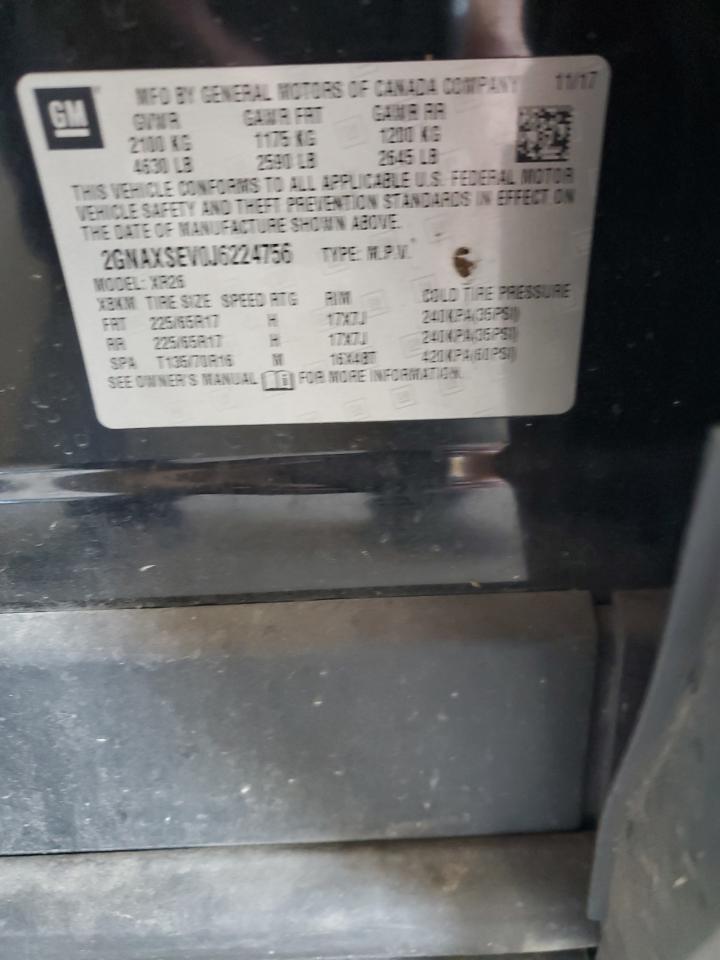 GM
MFD BY GENERAL MOTORS OF CANADA COMPANY 11/17
GVWR GAWR FRT GAWR RR
2100 KG 1175 KG 1200 KG
4630 LB 2590 LB 2645 LB
THIS VEHICLE CONFORMS TO ALL APPLICABLE U.S. FEDERAL MOTOR
VEHICLE SAFETY AND THEFT PREVENTION STANDARDS IN EFFECT ON
THE DATE OF MANUFACTURE SHOWN ABOVE.
2GNAXSEV0J6224756 TYPE: M.P.V.
MODEL: XR26
XBKM TIRE SIZE SPEED RTG RIM COLD TIRE PRESSURE
FRT 225/65R17 H 17X7J 240KPA(35PSI)
RR 225/65R17 H 17X7J 240KPA(35PSI)
SPA T135/70R16 M 16X4BT 420KPA(60PSI)
SEE OWNER'S MANUAL FOR MORE INFORMATION.